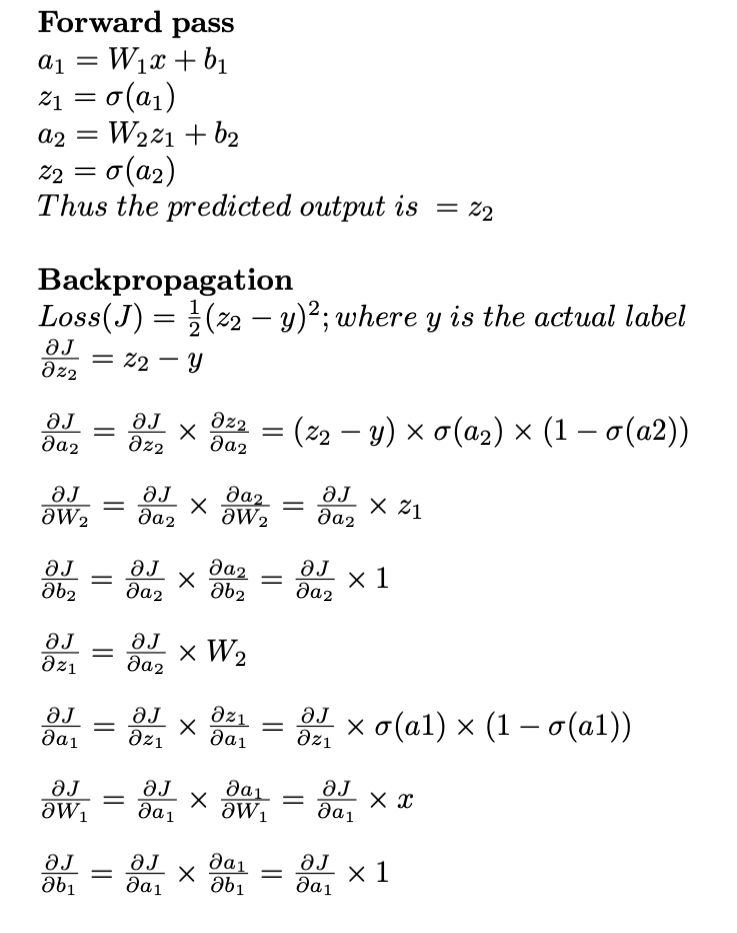 Forward pass
a₁ = W₁x + b₁
z₁ = σ(a₁)
a₂ = W₂z₁ + b₂
z₂ = σ(a₂)
Thus the predicted output is = z₂
Backpropagation
Loss(J) = ½(z₂ − y)²; where y is the actual label
∂J/∂z₂ = z₂ − y
∂J/∂a₂ = ∂J/∂z₂ × ∂z₂/∂a₂ = (z₂ − y) × σ(a₂) × (1 − σ(a2))
∂J/∂W₂ = ∂J/∂a₂ × ∂a₂/∂W₂ = ∂J/∂a₂ × z₁
∂J/∂b₂ = ∂J/∂a₂ × ∂a₂/∂b₂ = ∂J/∂a₂ × 1
∂J/∂z₁ = ∂J/∂a₂ × W₂
∂J/∂a₁ = ∂J/∂z₁ × ∂z₁/∂a₁ = ∂J/∂z₁ × σ(a1) × (1 − σ(a1))
∂J/∂W₁ = ∂J/∂a₁ × ∂a₁/∂W₁ = ∂J/∂a₁ × x
∂J/∂b₁ = ∂J/∂a₁ × ∂a₁/∂b₁ = ∂J/∂a₁ × 1